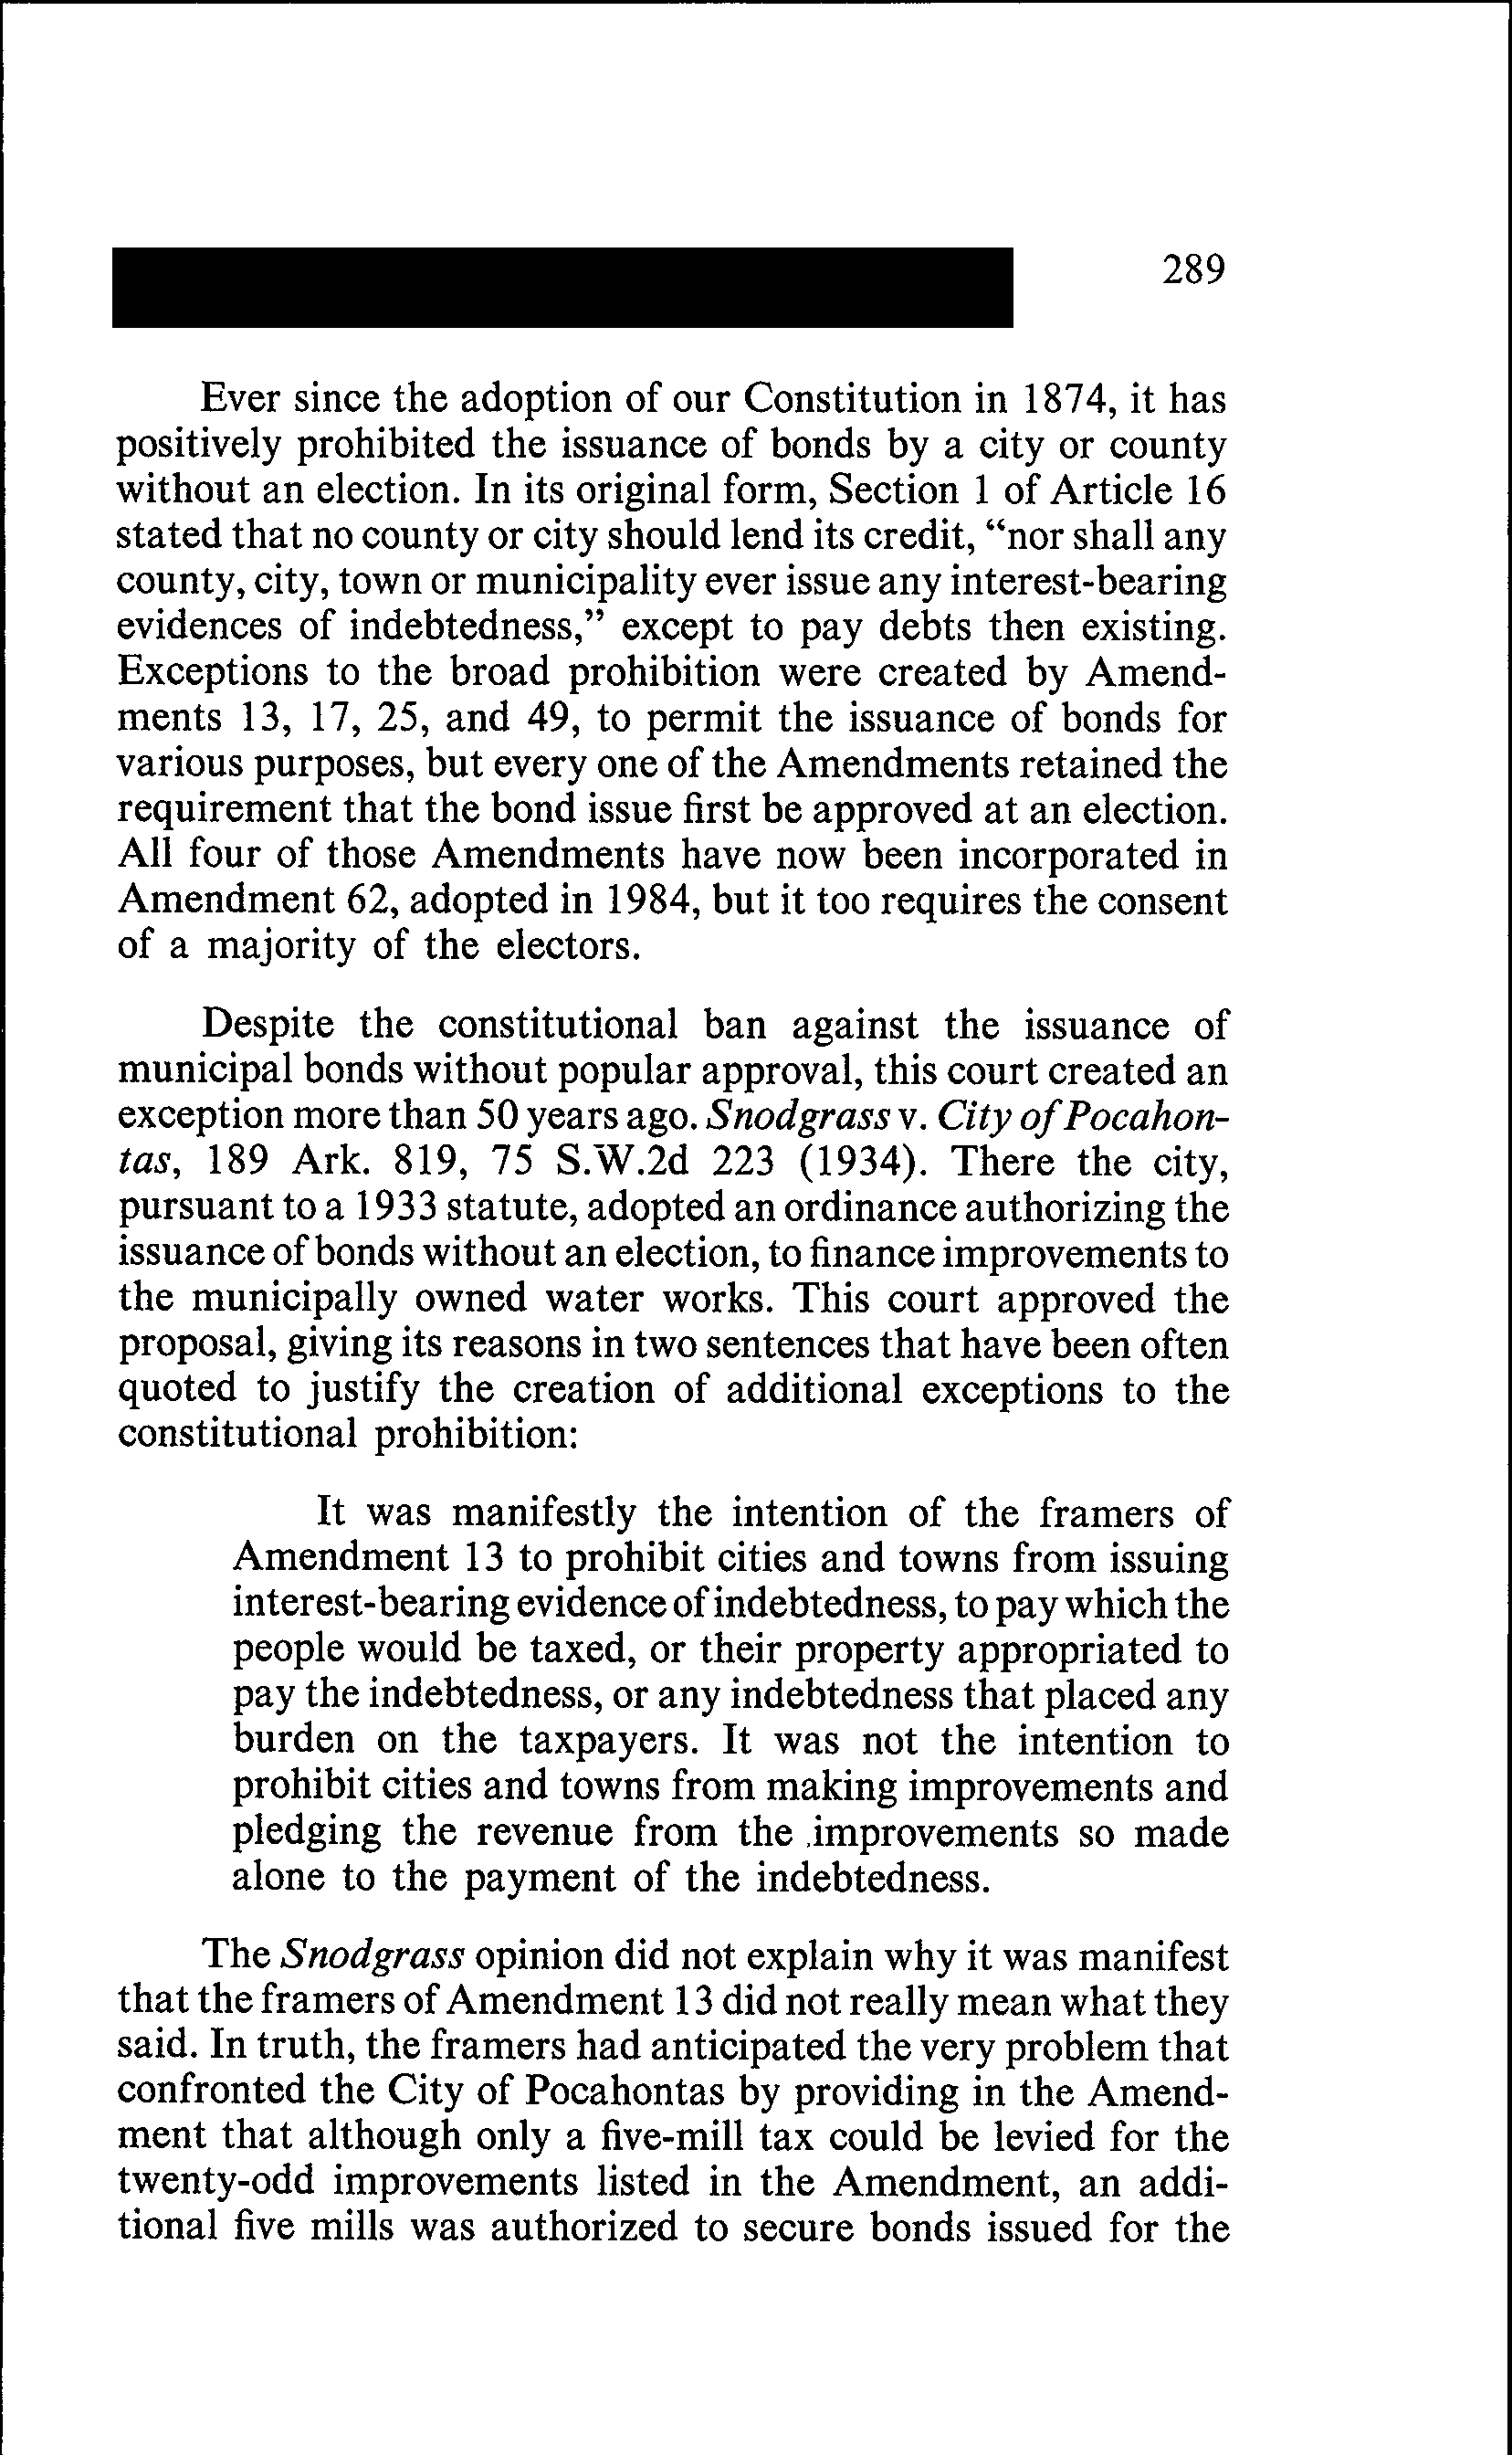 289
Ever since the adoption of our Constitution in 1874, it has
positively prohibited the issuance of bonds by a city or county
without an election. In its original form, Section 1 of Article 16
stated that no county or city should lend its credit, “nor shall any
county, city, town or municipality ever issue any interest-bearing
evidences of indebtedness,” except to pay debts then existing.
Exceptions to the broad prohibition were created by Amend-
ments 13, 17, 25, and 49, to permit the issuance of bonds for
various purposes, but every one of the Amendments retained the
requirement that the bond issue first be approved at an election.
All four of those Amendments have now been incorporated in
Amendment 62, adopted in 1984, but it too requires the consent
of a majority of the electors.
Despite the constitutional ban against the issuance of
municipal bonds without popular approval, this court created an
exception more than 50 years ago. Snodgrass v. City of Pocahon-
tas, 189 Ark. 819, 75 S.W.2d 223 (1934). There the city,
pursuant to a 1933 statute, adopted an ordinance authorizing the
issuance of bonds without an election, to finance improvements to
the municipally owned water works. This court approved the
proposal, giving its reasons in two sentences that have been often
quoted to justify the creation of additional exceptions to the
constitutional prohibition:
It was manifestly the intention of the framers of
Amendment 13 to prohibit cities and towns from issuing
interest-bearing evidence of indebtedness, to pay which the
people would be taxed, or their property appropriated to
pay the indebtedness, or any indebtedness that placed any
burden on the taxpayers. It was not the intention to
prohibit cities and towns from making improvements and
pledging the revenue from the improvements so made
alone to the payment of the indebtedness.
The Snodgrass opinion did not explain why it was manifest
that the framers of Amendment 13 did not really mean what they
said. In truth, the framers had anticipated the very problem that
confronted the City of Pocahontas by providing in the Amend-
ment that although only a five-mill tax could be levied for the
twenty-odd improvements listed in the Amendment, an addi-
tional five mills was authorized to secure bonds issued for the